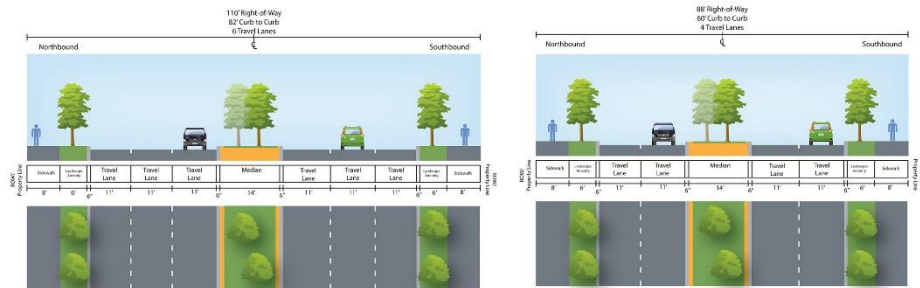 110' Right-of-Way
82' Curb to Curb
6 Travel Lanes
℄
Northbound
Southbound
ROW/
Property Line
Sidewalk
Landscape
Amenity
Travel
Lane
Travel
Lane
Travel
Lane
Median
Travel
Lane
Travel
Lane
Travel
Lane
Landscape
Amenity
Sidewalk
ROW/
Property Line
8' 6' 11' 11' 11' 14' 11' 11' 11' 6' 8'
6" 6" 6" 6"
88' Right-of-Way
60' Curb to Curb
4 Travel Lanes
℄
Northbound
Southbound
ROW/
Property Line
Sidewalk
Landscape
Amenity
Travel
Lane
Travel
Lane
Median
Travel
Lane
Travel
Lane
Landscape
Amenity
Sidewalk
ROW/
Property Line
8' 6' 11' 11' 14' 11' 11' 6' 8'
6" 6" 6" 6"